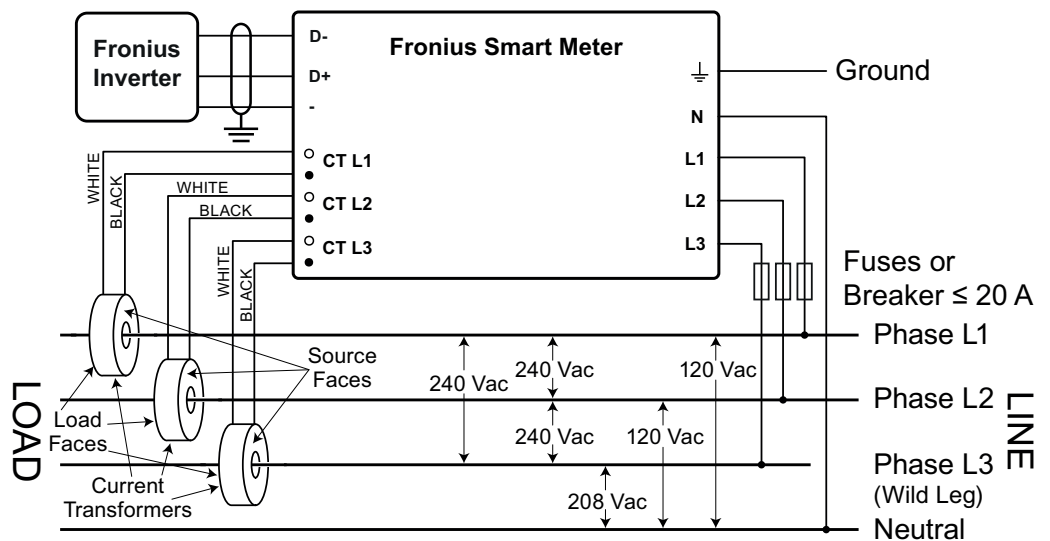 Fronius
Inverter
D-
D+
-
Fronius Smart Meter
Ground
N
L1
L2
L3
CT L1
CT L2
CT L3
WHITE
BLACK
WHITE
BLACK
WHITE
BLACK
Fuses or
Breaker ≤ 20 A
Phase L1
Source
Faces
240 Vac
240 Vac
120 Vac
LOAD
Load
Faces
Phase L2
LINE
240 Vac
120 Vac
Current
Transformers
Phase L3
(Wild Leg)
208 Vac
Neutral